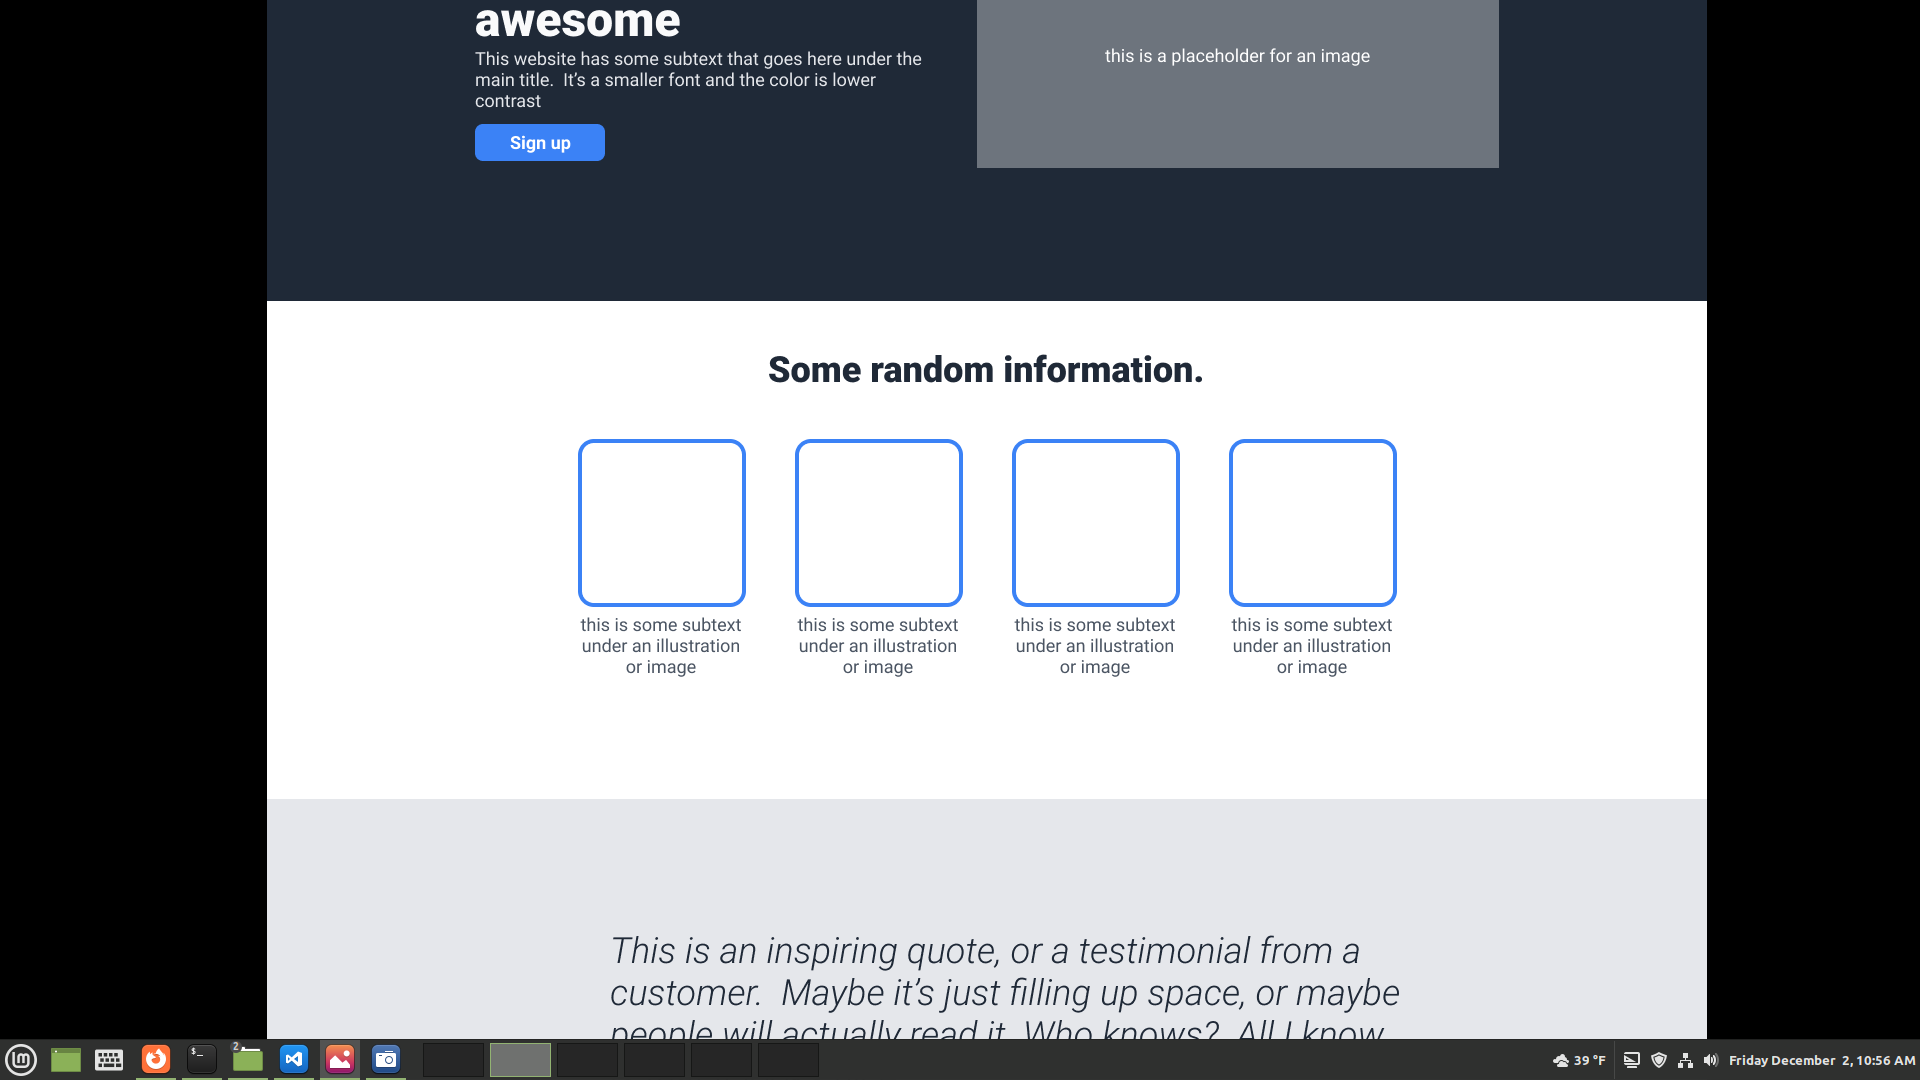 awesome
This website has some subtext that goes here under the
main title.  It’s a smaller font and the color is lower
contrast
Sign up
this is a placeholder for an image
Some random information.
this is some subtext
under an illustration
or image
this is some subtext
under an illustration
or image
this is some subtext
under an illustration
or image
this is some subtext
under an illustration
or image
This is an inspiring quote, or a testimonial from a
customer.  Maybe it’s just filling up space, or maybe
people will actually read it. Who knows?  All I know
lm
$_
2
39 °F
Friday December  2, 10:56 AM